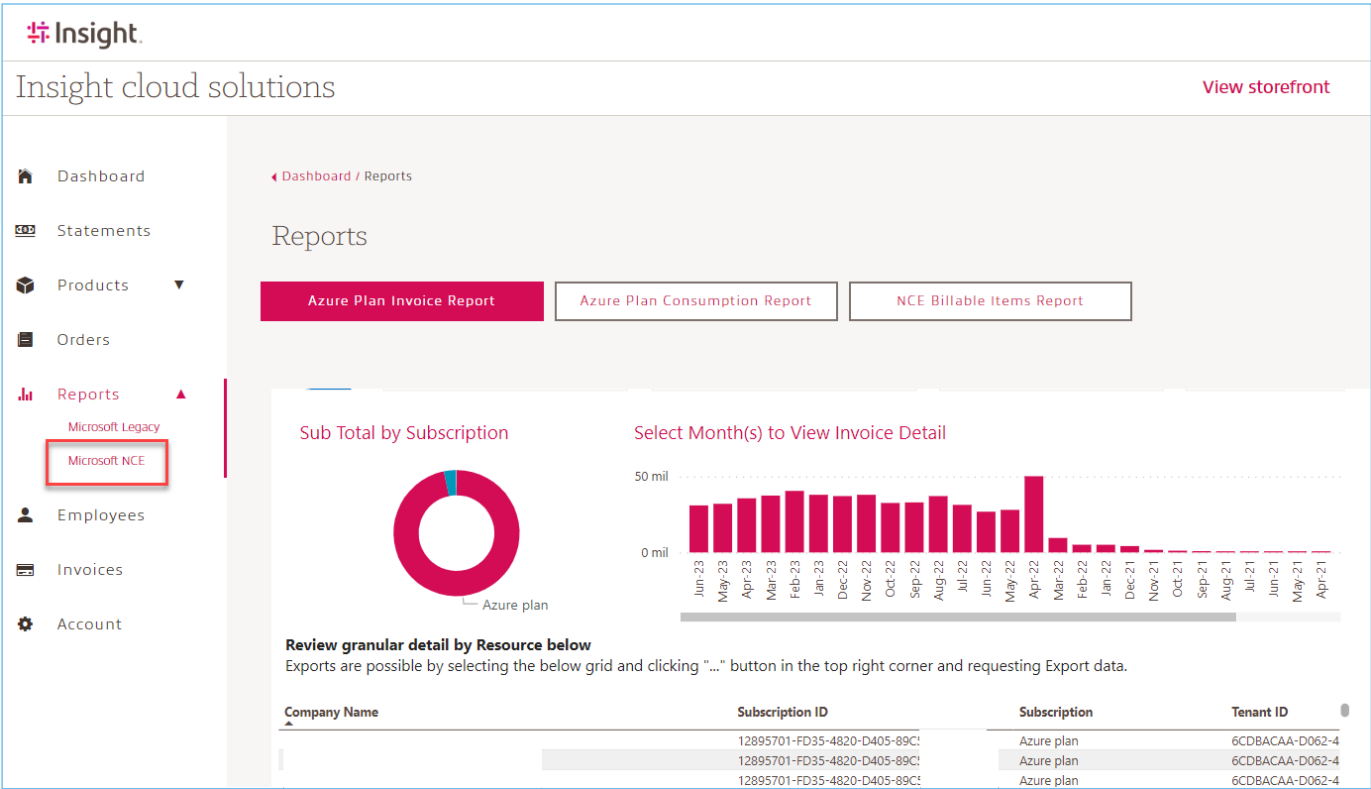 Insight.
Insight cloud solutions
View storefront
Dashboard
Statements
Products
Orders
Reports
Microsoft Legacy
Microsoft NCE
Employees
Invoices
Account
Dashboard / Reports
Reports
Azure Plan Invoice Report
Azure Plan Consumption Report
NCE Billable Items Report
Sub Total by Subscription
Azure plan
Select Month(s) to View Invoice Detail
50 mil
0 mil
Jun-23 May-23 Apr-23 Mar-23 Feb-23 Jan-23 Dec-22 Nov-22 Oct-22 Sep-22 Aug-22 Jul-22 Jun-22 May-22 Apr-22 Mar-22 Feb-22 Jan-22 Dec-21 Nov-21 Oct-21 Sep-21 Aug-21 Jul-21 Jun-21 May-21 Apr-21
Review granular detail by Resource below
Exports are possible by selecting the below grid and clicking "..." button in the top right corner and requesting Export data.
Company Name Subscription ID Subscription Tenant ID
12895701-FD35-4820-D405-89C Azure plan 6CDBACAA-D062-4
12895701-FD35-4820-D405-89C Azure plan 6CDBACAA-D062-4
12895701-FD35-4820-D405-89C Azure plan 6CDBACAA-D062-4